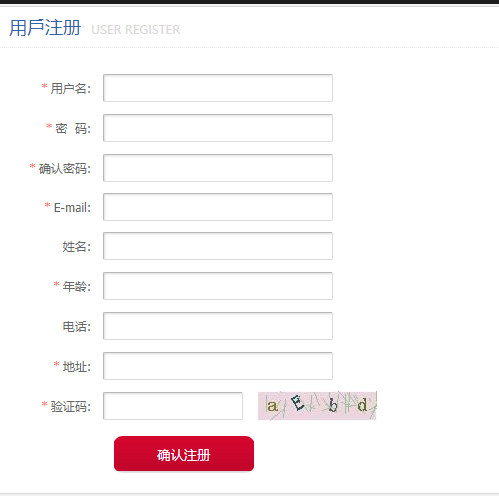 用戶注册 USER REGISTER
* 用户名:
* 密 码:
* 确认密码:
* E-mail:
姓名:
* 年龄:
电话:
* 地址:
* 验证码: a E b d
确认注册